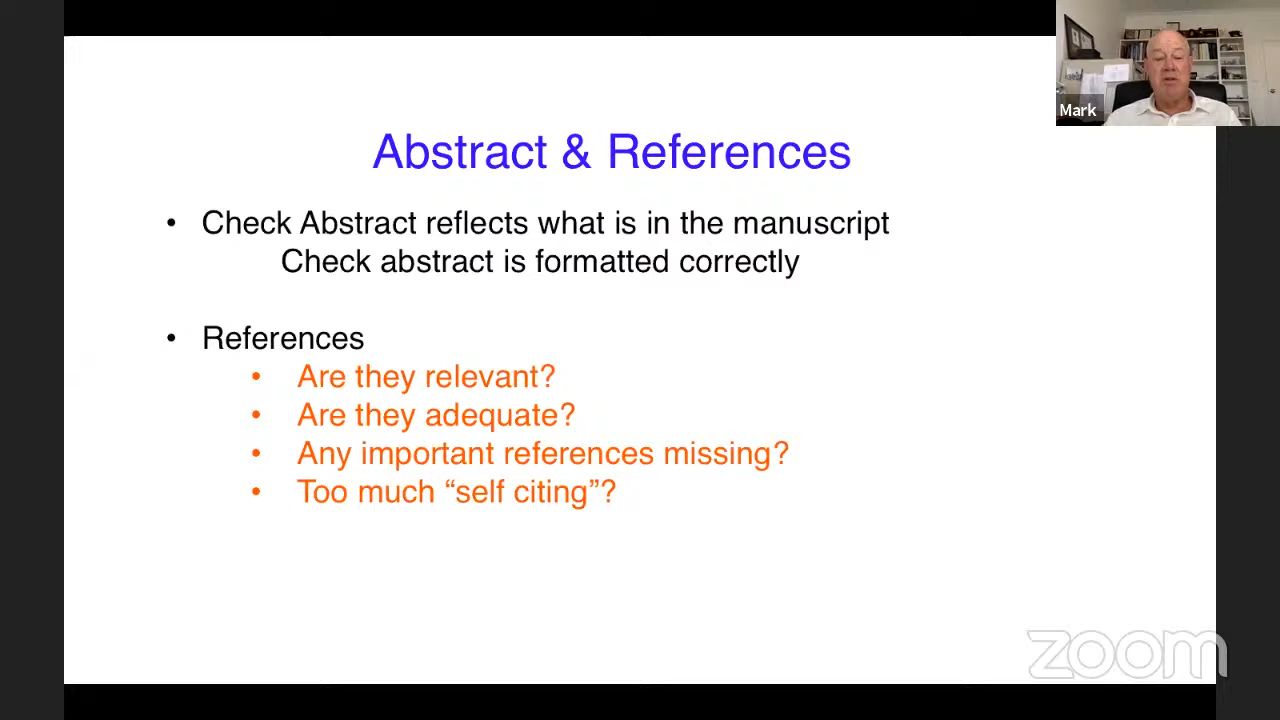 Mark
Abstract & References
• Check Abstract reflects what is in the manuscript
Check abstract is formatted correctly
• References
• Are they relevant?
• Are they adequate?
• Any important references missing?
• Too much “self citing”?
zoom